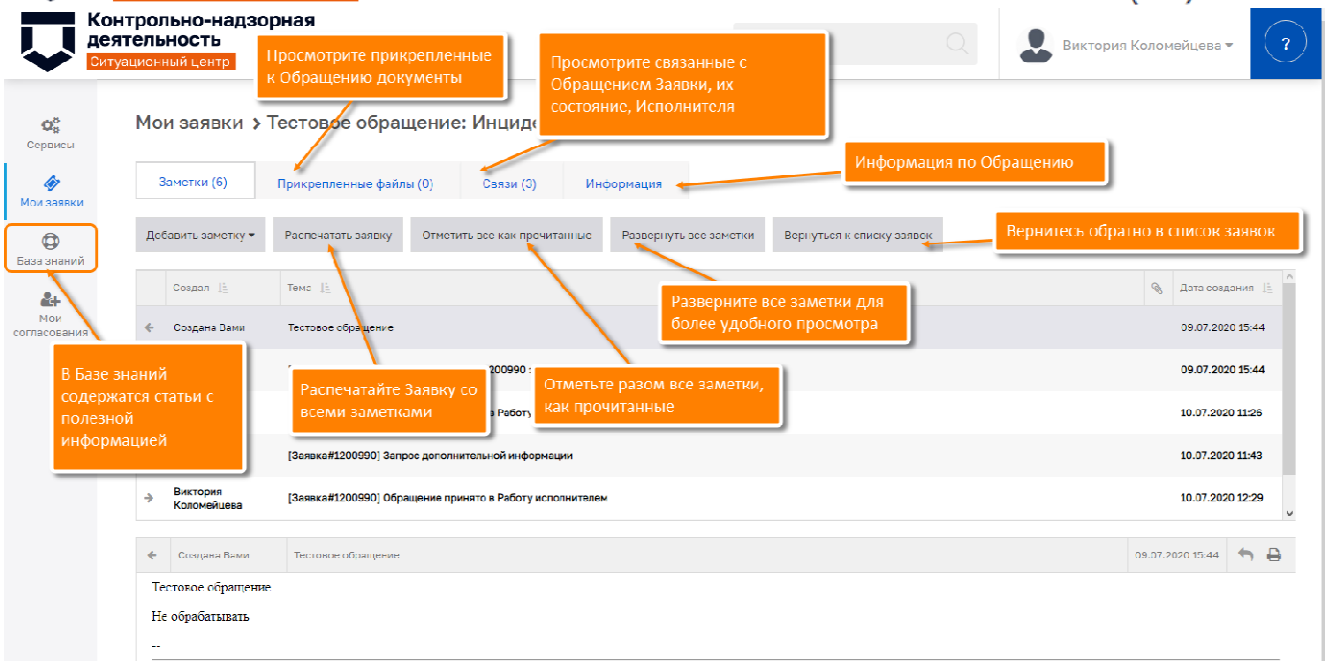 Контрольно-надзорная
деятельность
Ситуационный центр
Просмотрите прикрепленные
к Обращению документы
Просмотрите связанные с
Обращением Заявки, их
состояние, Исполнителя
Виктория Коломейцева
?
Сервисы
Мои заявки
База знаний
Мои
согласования
Мои заявки > Тестовое обращение: Инциде
Информация по Обращению
Заметки (6)
Прикрепленные файлы (0)
Связи (3)
Информация
Добавить заметку
Распечатать заявку
Отметить все как прочитанные
Развернуть все заметки
Вернуться к списку заявок
Вернитесь обратно в список заявок
Создал
Тема
Дата создания
Разверните все заметки для
более удобного просмотра
Создана Вами
Тестовое обращение
09.07.2020 15:44
200990
09.07.2020 15:44
В Базе знаний
содержатся статьи с
полезной
информацией
Распечатайте Заявку со
всеми заметками
Отметьте разом все заметки,
как прочитанные
в Работу
10.07.2020 11:26
[Заявка#1200990] Запрос дополнительной информации
10.07.2020 11:43
Виктория
Коломейцева
[Заявка#1200990] Обращение принято в Работу исполнителем
10.07.2020 12:29
Создана Вами
Тестовое обращение
09.07.2020 15:44
Тестовое обращение
Не обрабатывать
--